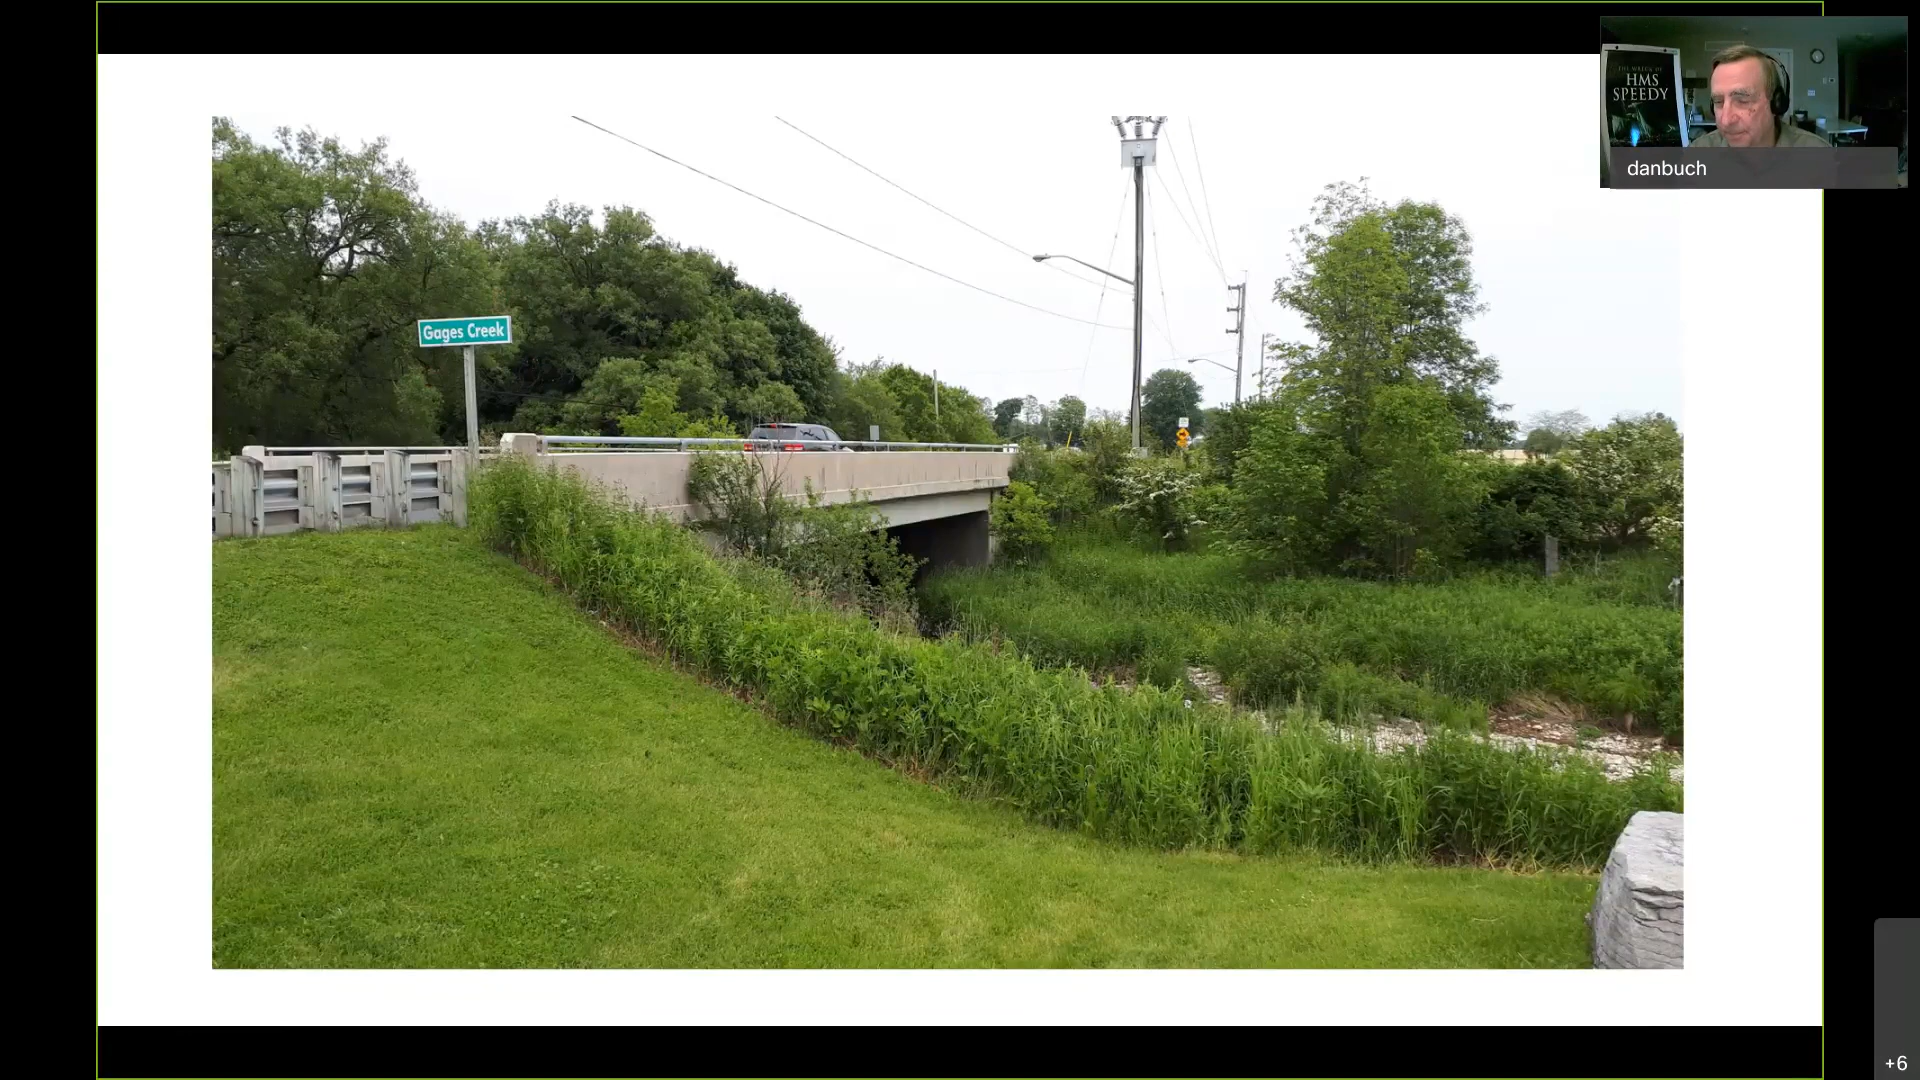 THE WRECK OF
HMS
SPEEDY
danbuch
Gages Creek
+6